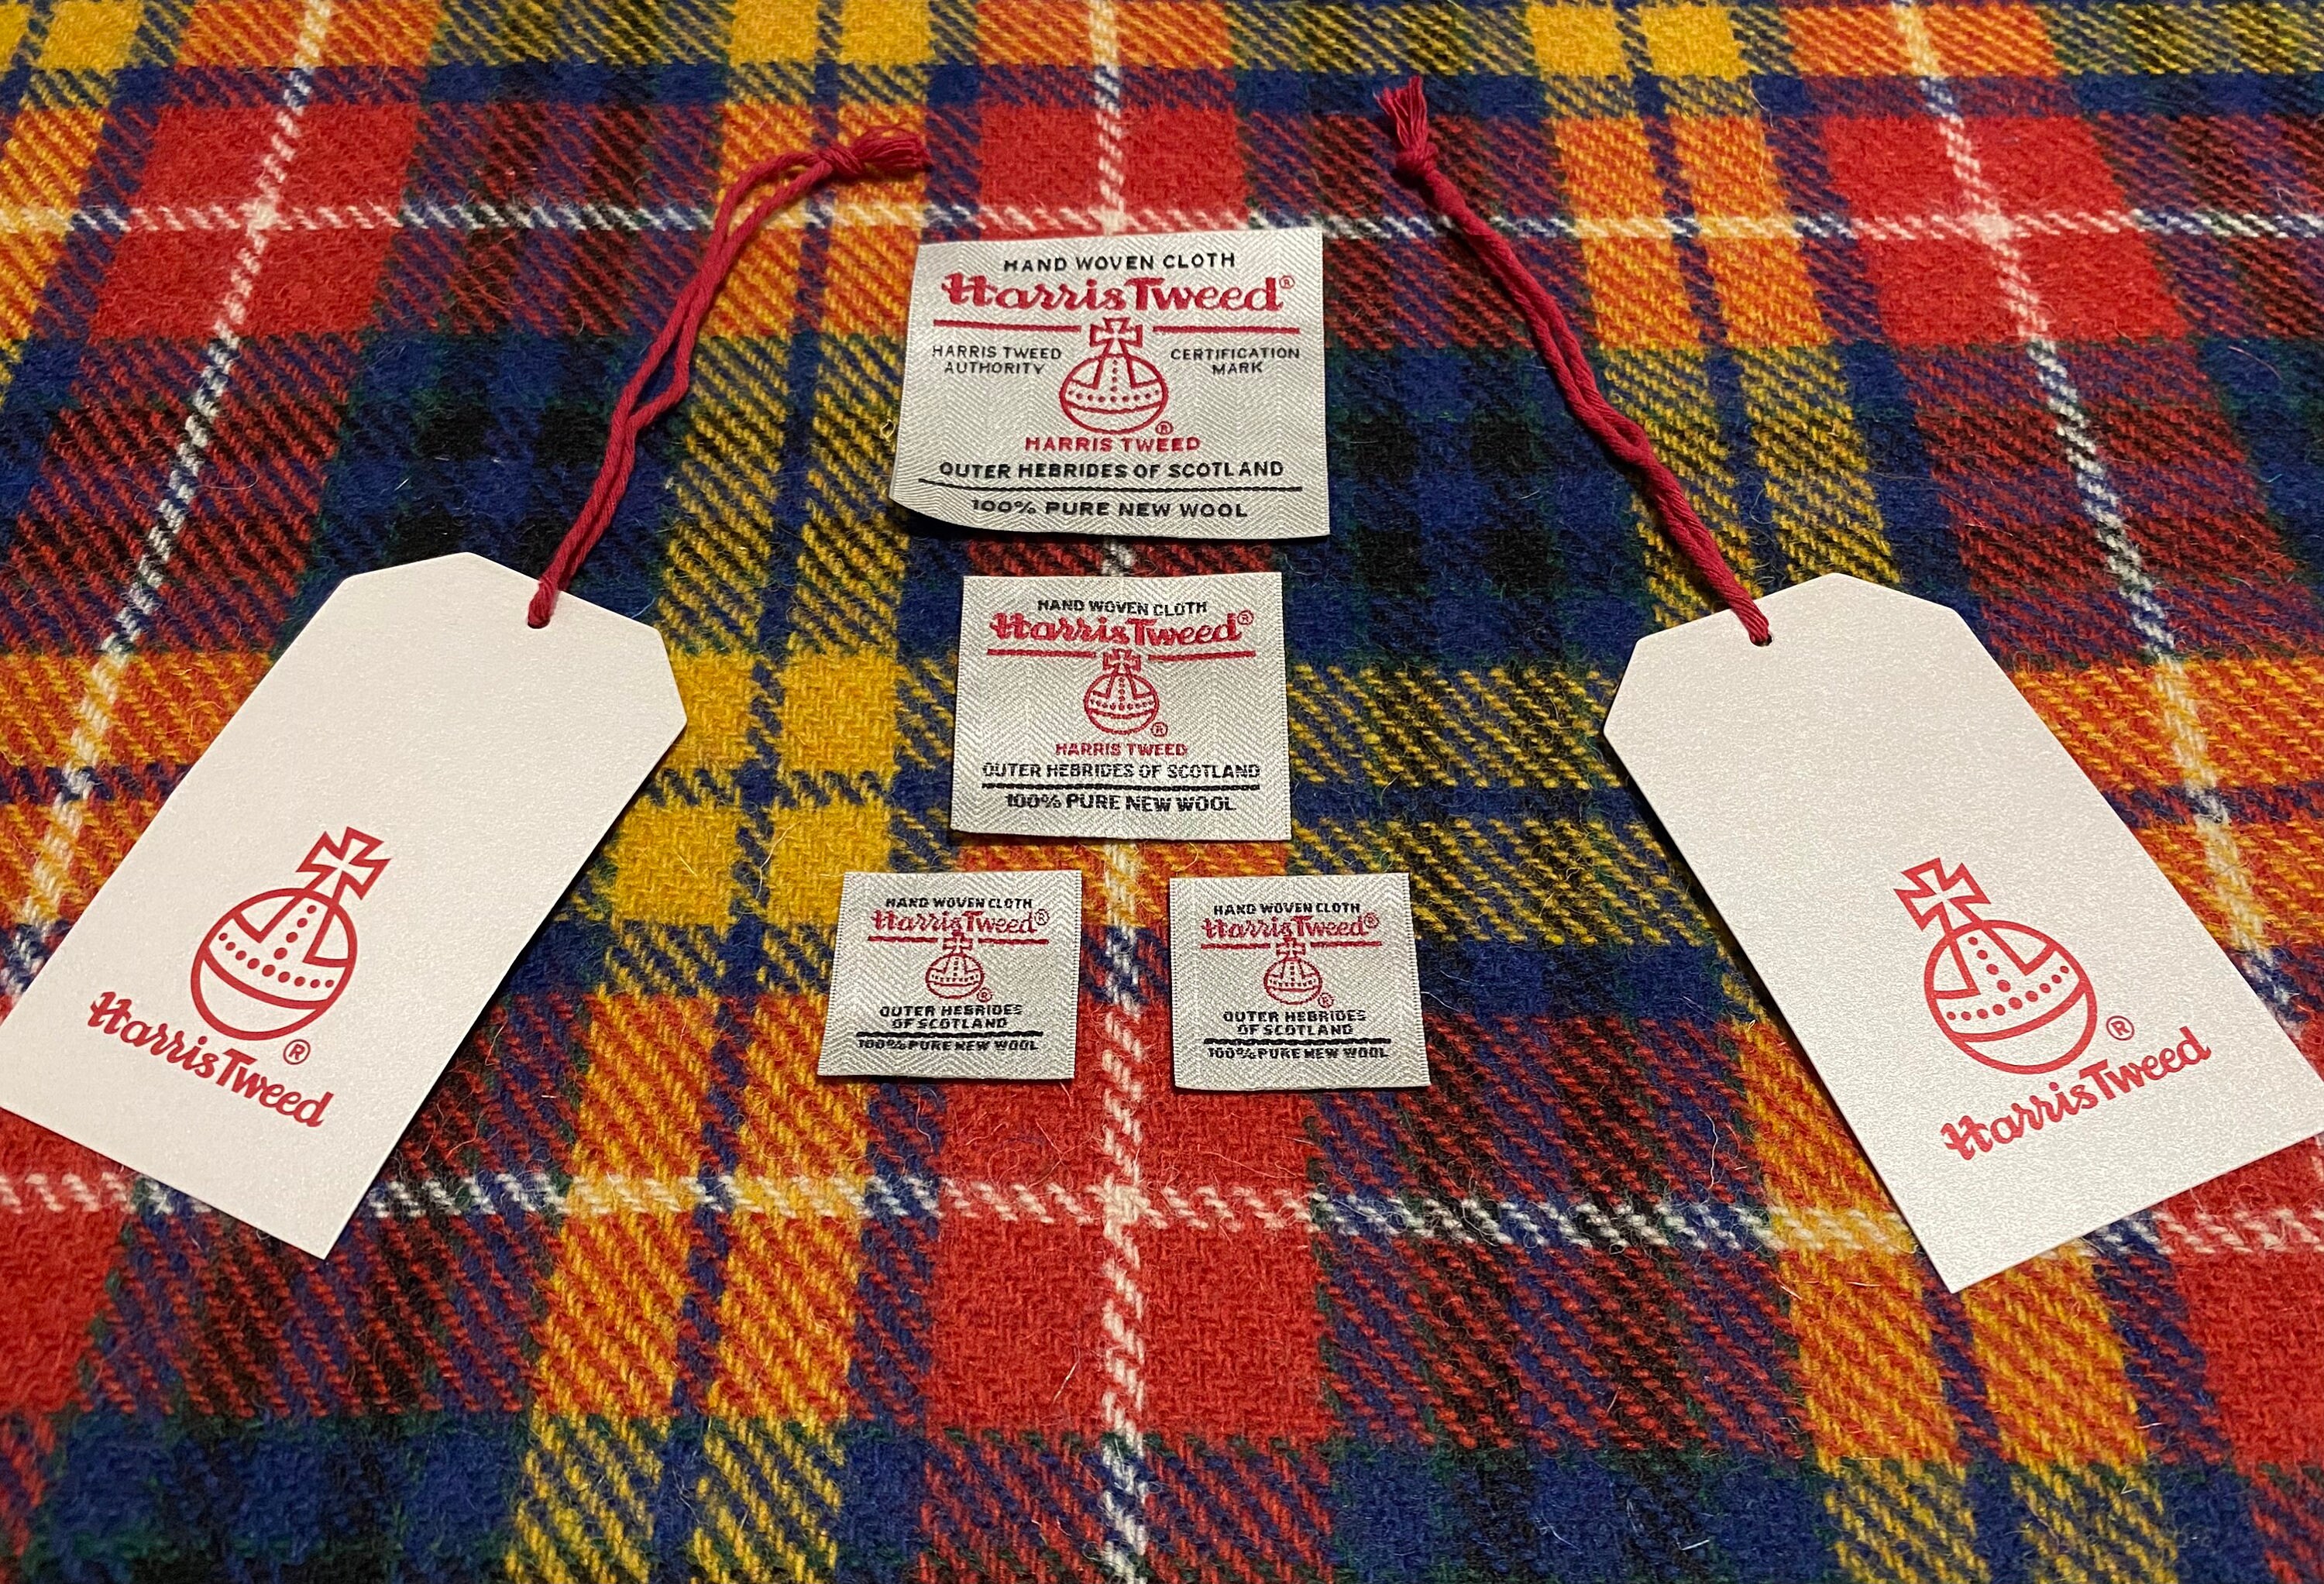 HAND WOVEN CLOTH
Harris Tweed®
HARRIS TWEED AUTHORITY
CERTIFICATION MARK
®
HARRIS TWEED
OUTER HEBRIDES OF SCOTLAND
100% PURE NEW WOOL
HAND WOVEN CLOTH
Harris Tweed®
®
HARRIS TWEED
OUTER HEBRIDES OF SCOTLAND
100% PURE NEW WOOL
HAND WOVEN CLOTH
Harris Tweed®
®
OUTER HEBRIDES
OF SCOTLAND
100% PURE NEW WOOL
HAND WOVEN CLOTH
Harris Tweed®
®
OUTER HEBRIDES
OF SCOTLAND
100% PURE NEW WOOL
®
Harris Tweed
®
Harris Tweed